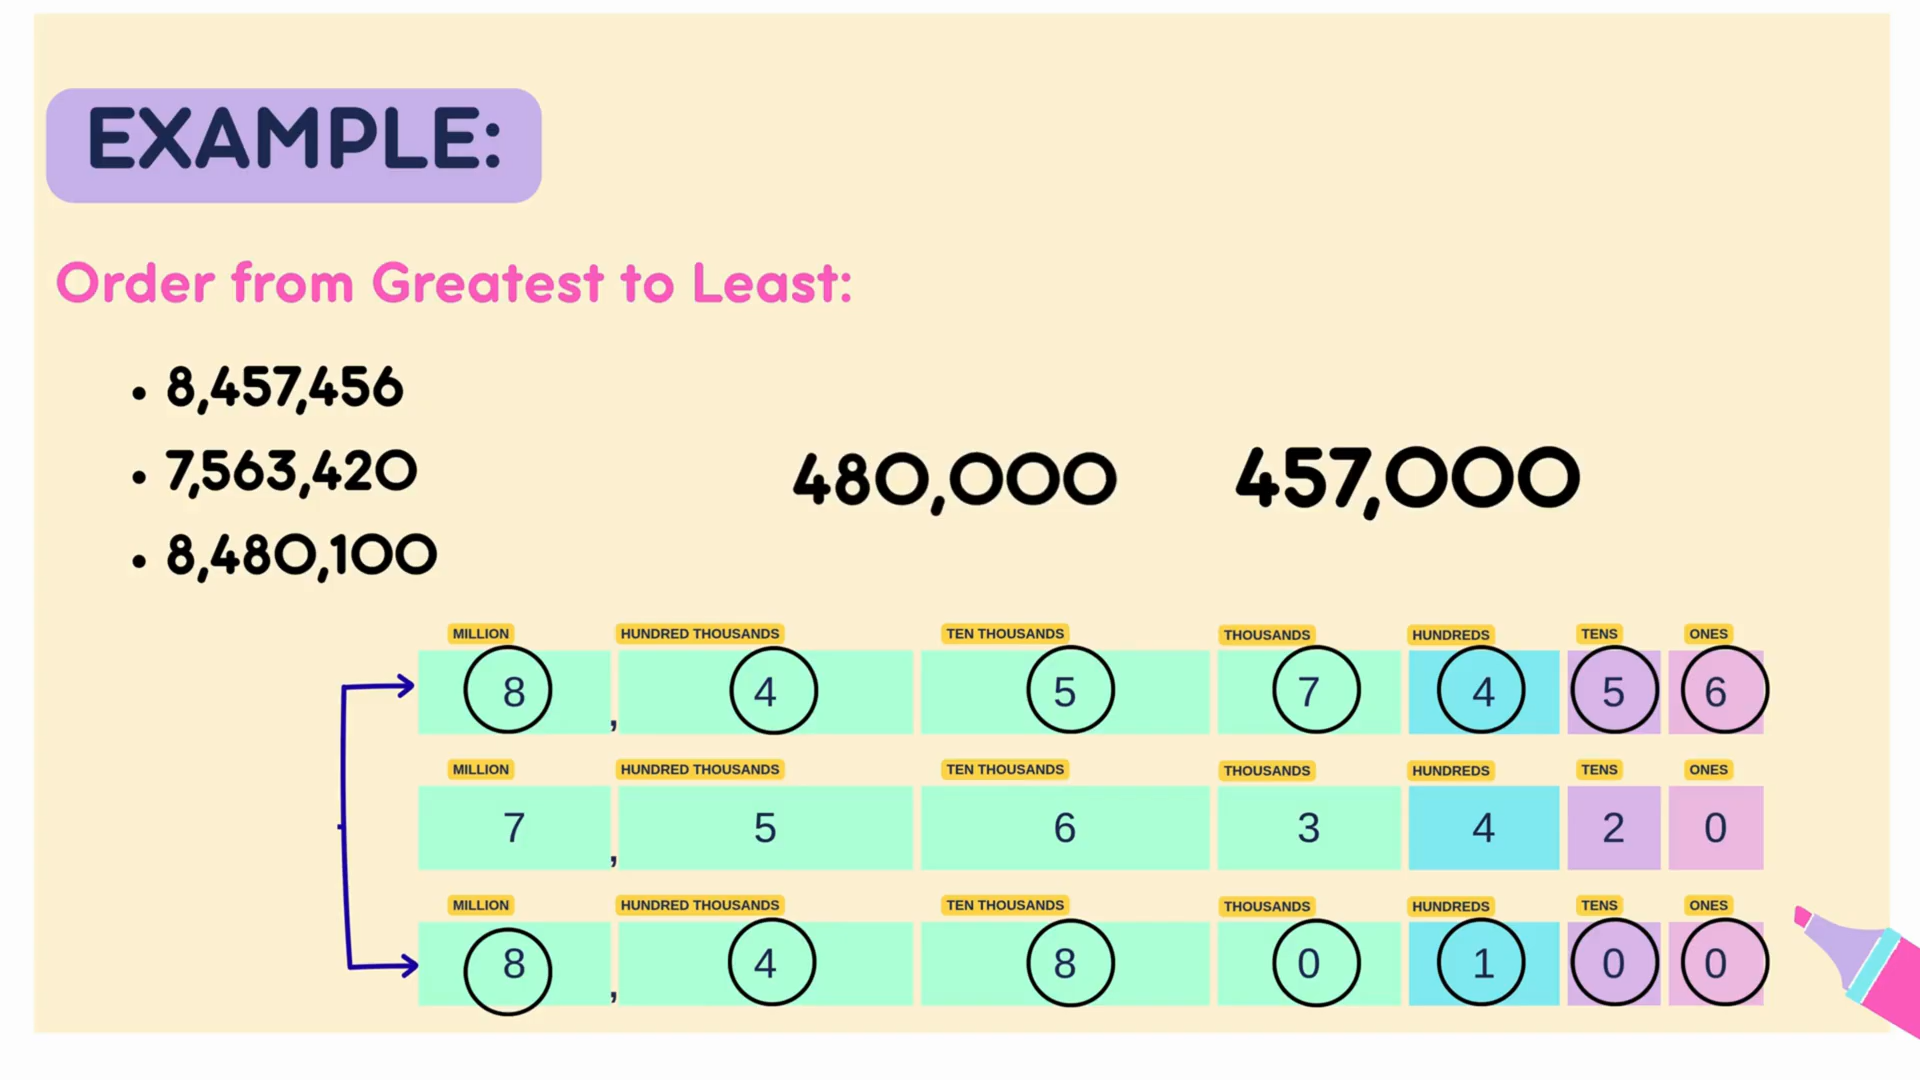 EXAMPLE:
Order from Greatest to Least:
• 8,457,456
• 7,563,420
• 8,480,100
480,000 457,000
MILLION HUNDRED THOUSANDS TEN THOUSANDS THOUSANDS HUNDREDS TENS ONES
8 , 4 5 7 4 5 6
MILLION HUNDRED THOUSANDS TEN THOUSANDS THOUSANDS HUNDREDS TENS ONES
7 , 5 6 3 4 2 0
MILLION HUNDRED THOUSANDS TEN THOUSANDS THOUSANDS HUNDREDS TENS ONES
8 , 4 8 0 1 0 0